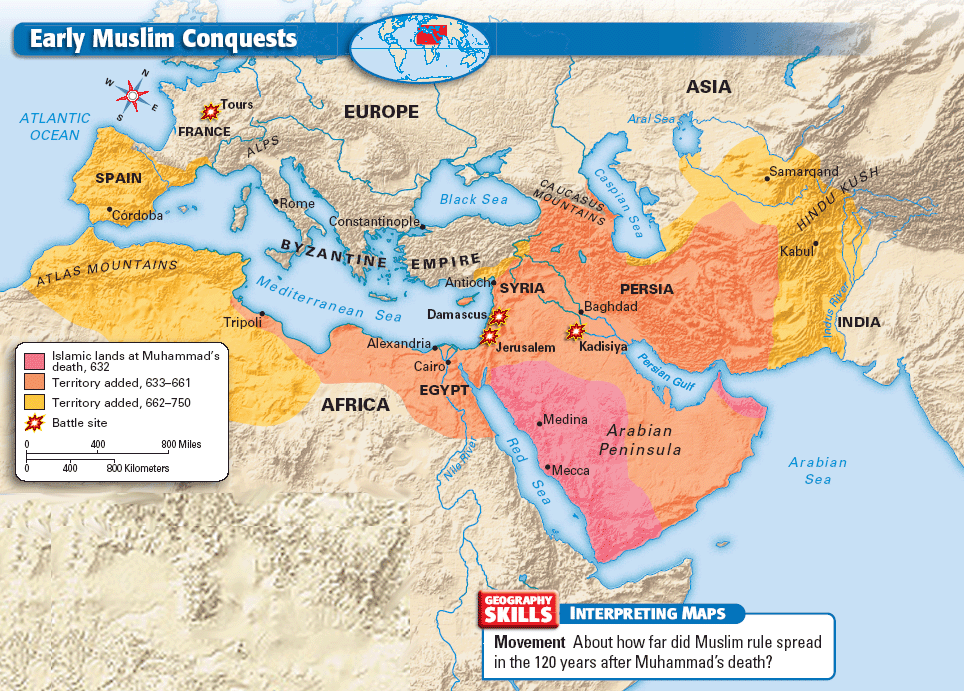 Early Muslim Conquests
N
W
E
S
ATLANTIC
OCEAN
Tours
FRANCE
EUROPE
ALPS
ASIA
Aral Sea
SPAIN
Córdoba
Rome
Constantinople
Black Sea
CAUCASUS
MOUNTAINS
Caspian Sea
Samarqand
HINDU KUSH
Kabul
BYZANTINE EMPIRE
ATLAS MOUNTAINS
Mediterranean Sea
Antioch
SYRIA
PERSIA
Baghdad
Damascus
Tripoli
Alexandria
Jerusalem
Kadisiya
Indus River
INDIA
Cairo
EGYPT
Persian Gulf
AFRICA
Medina
Arabian
Peninsula
Mecca
Red Sea
Nile River
Arabian
Sea
Islamic lands at Muhammad's
death, 632
Territory added, 633–661
Territory added, 662–750
Battle site
0 400 800 Miles
0 400 800 Kilometers
GEOGRAPHY
SKILLS
INTERPRETING MAPS
Movement About how far did Muslim rule spread
in the 120 years after Muhammad's death?